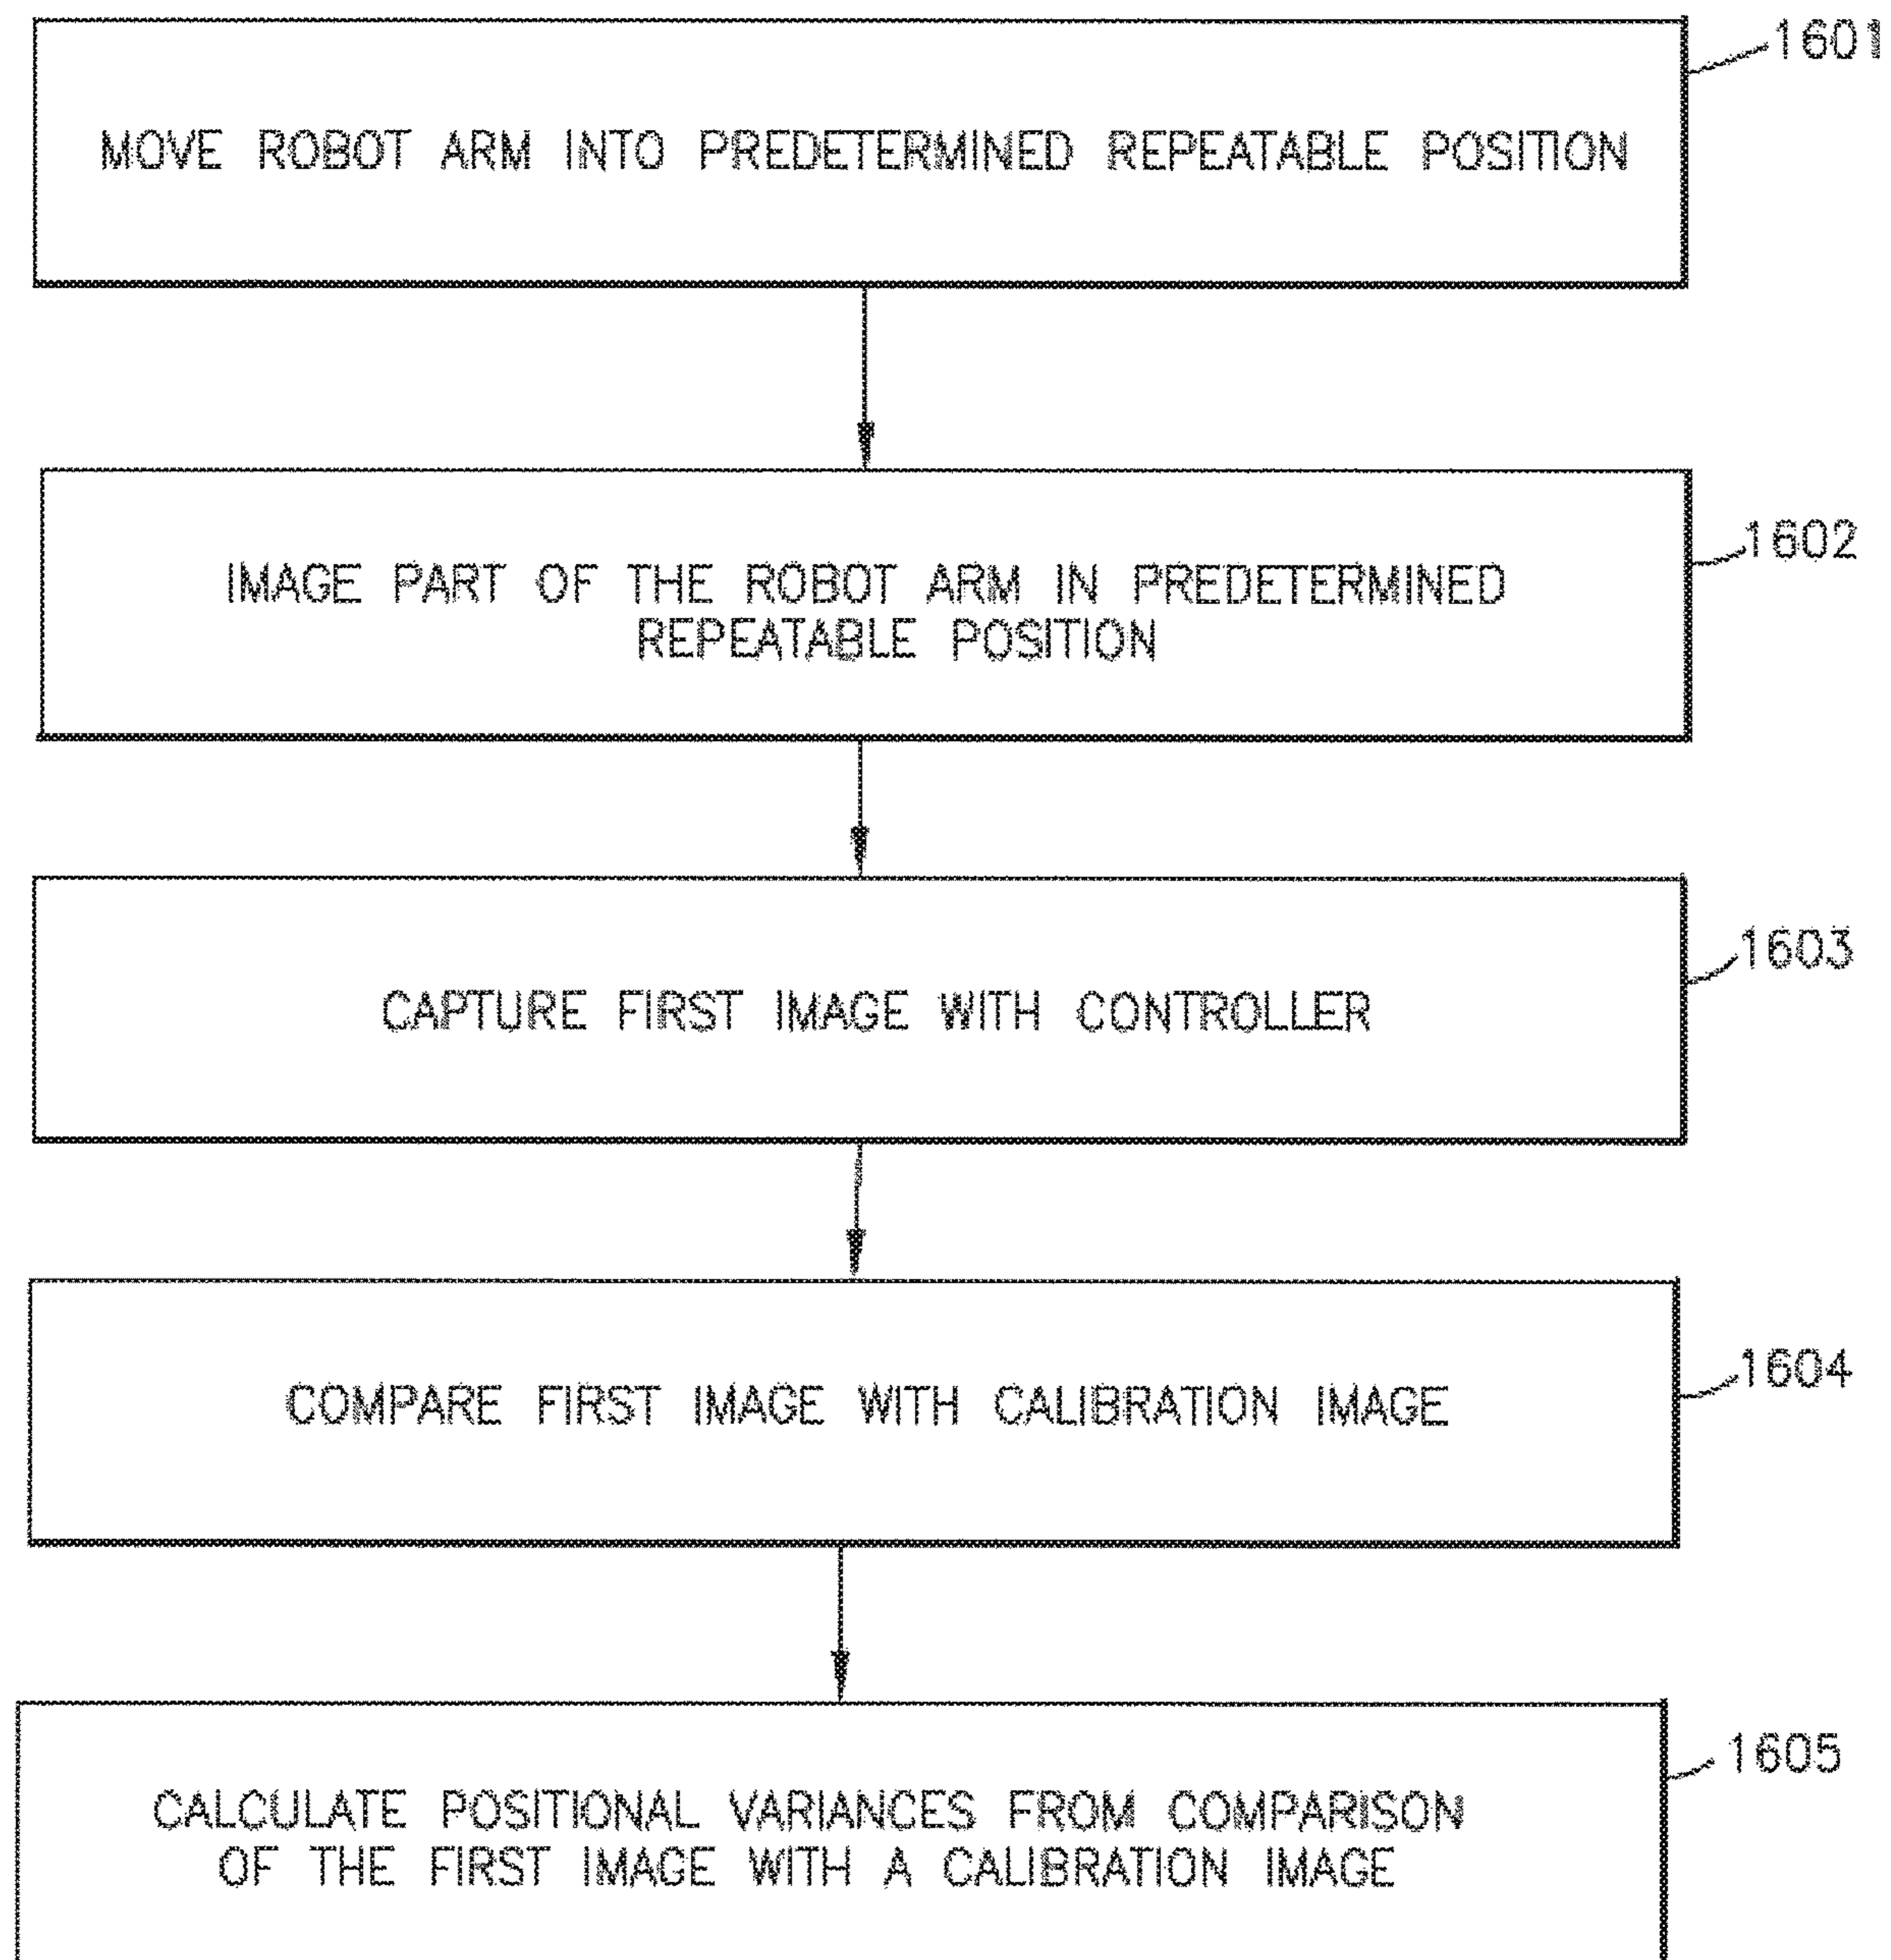 1601
MOVE ROBOT ARM INTO PREDETERMINED REPEATABLE POSITION
1602
IMAGE PART OF THE ROBOT ARM IN PREDETERMINED
REPEATABLE POSITION
1603
CAPTURE FIRST IMAGE WITH CONTROLLER
1604
COMPARE FIRST IMAGE WITH CALIBRATION IMAGE
1605
CALCULATE POSITIONAL VARIANCES FROM COMPARISON
OF THE FIRST IMAGE WITH A CALIBRATION IMAGE